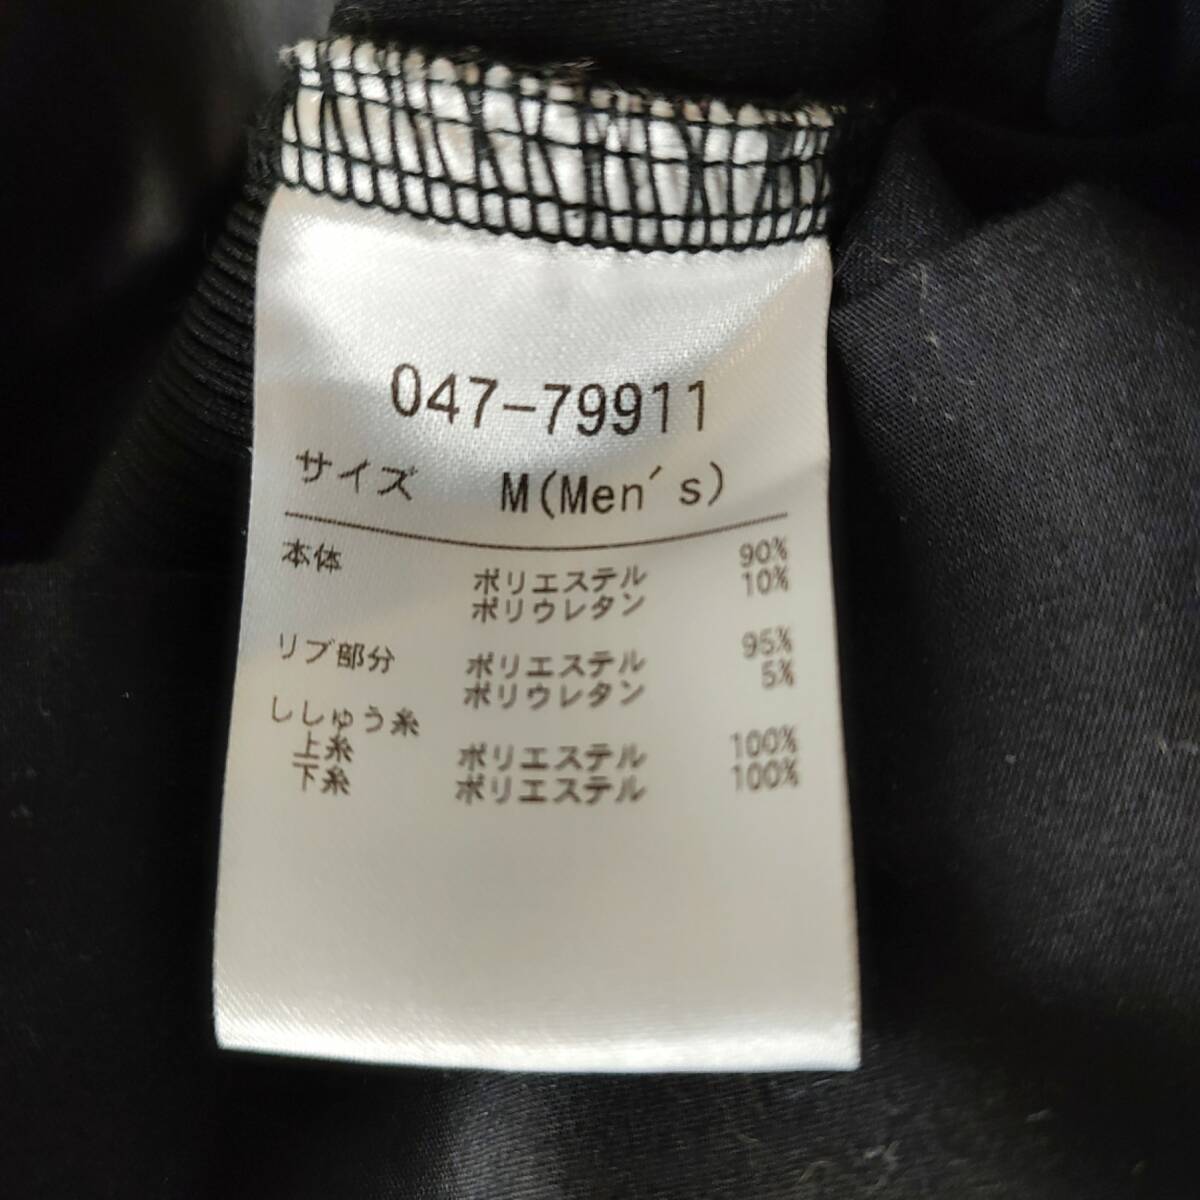 047-79911
サイズ M(Men's)
本体 ポリエステル 90%
ポリウレタン 10%
リブ部分 ポリエステル 95%
ポリウレタン 5%
ししゅう糸
上糸 ポリエステル 100%
下糸 ポリエステル 100%